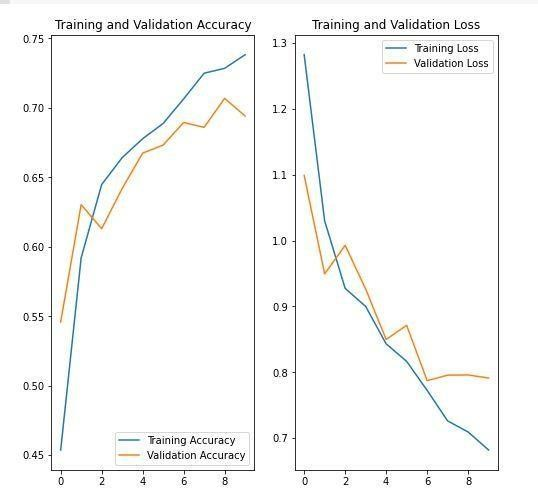 Training and Validation Accuracy
0.75
0.70
0.65
0.60
0.55
0.50
0.45
0 2 4 6 8
Training Accuracy
Validation Accuracy
Training and Validation Loss
1.3
1.2
1.1
1.0
0.9
0.8
0.7
0 2 4 6 8
Training Loss
Validation Loss